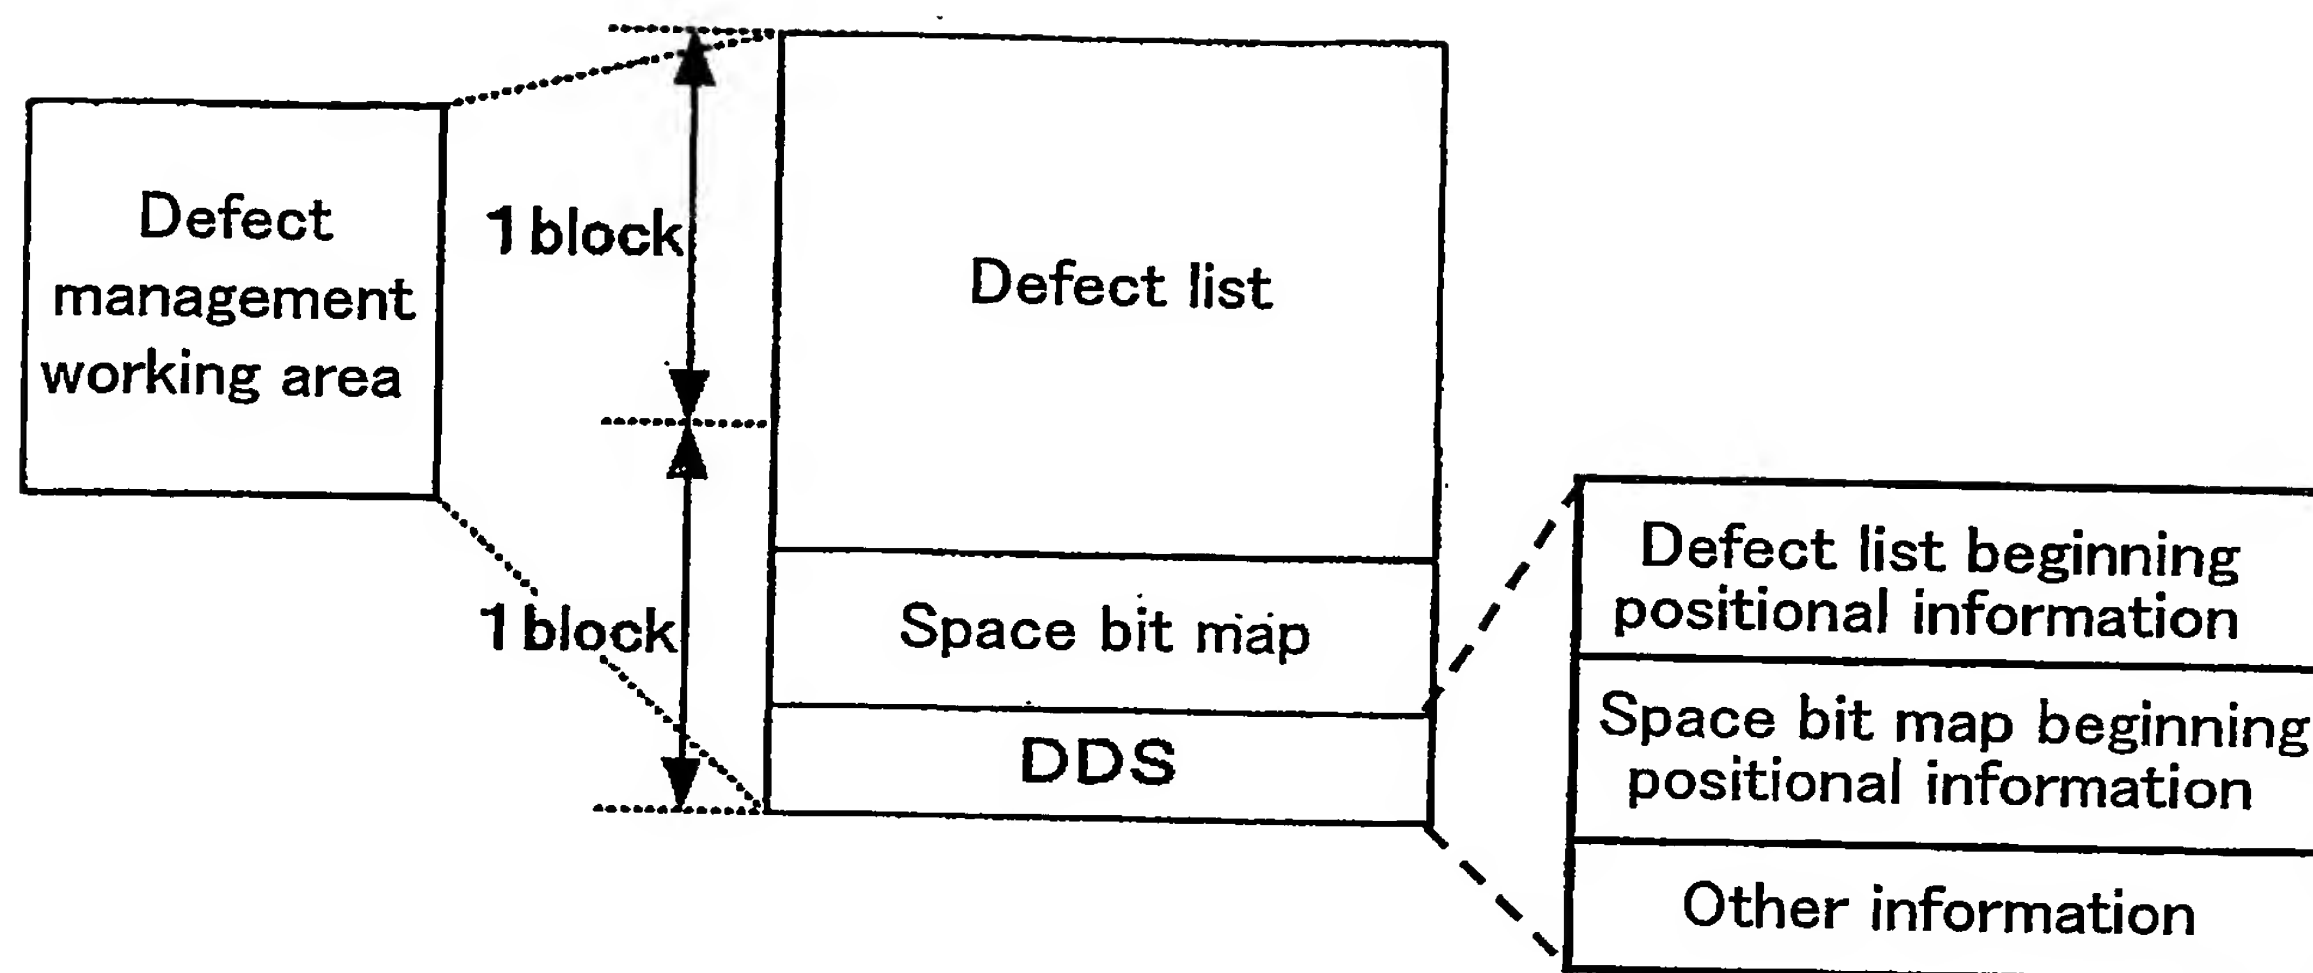 Defect
management
working area
1 block
1 block
Defect list
Space bit map
DDS
Defect list beginning
positional information
Space bit map beginning
positional information
Other information